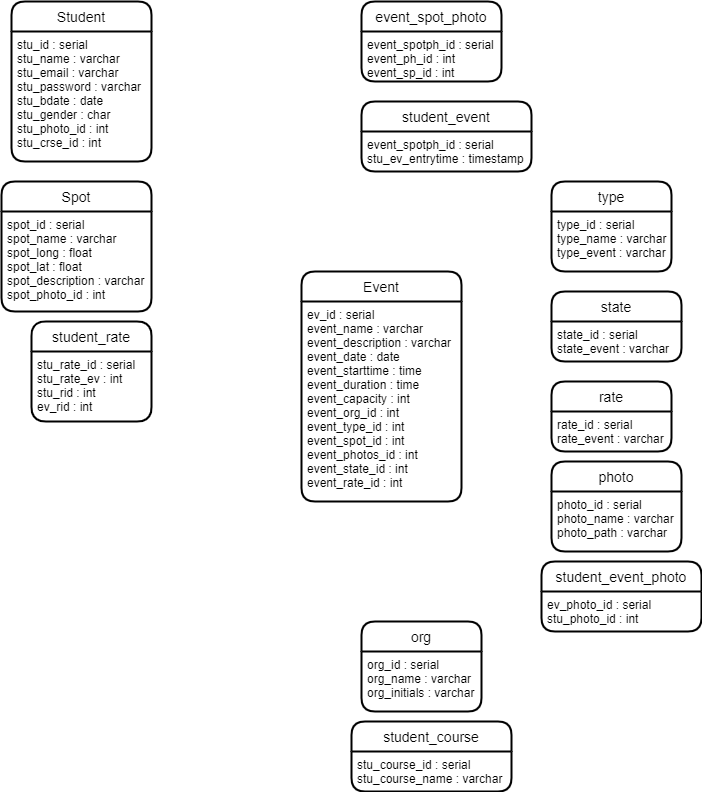 Student
stu_id : serial
stu_name : varchar
stu_email : varchar
stu_password : varchar
stu_bdate : date
stu_gender : char
stu_photo_id : int
stu_crse_id : int
event_spot_photo
event_spotph_id : serial
event_ph_id : int
event_sp_id : int
student_event
event_spotph_id : serial
stu_ev_entrytime : timestamp
Spot
spot_id : serial
spot_name : varchar
spot_long : float
spot_lat : float
spot_description : varchar
spot_photo_id : int
type
type_id : serial
type_name : varchar
type_event : varchar
Event
ev_id : serial
event_name : varchar
event_description : varchar
event_date : date
event_starttime : time
event_duration : time
event_capacity : int
event_org_id : int
event_type_id : int
event_spot_id : int
event_photos_id : int
event_state_id : int
event_rate_id : int
state
state_id : serial
state_event : varchar
student_rate
stu_rate_id : serial
stu_rate_ev : int
stu_rid : int
ev_rid : int
rate
rate_id : serial
rate_event : varchar
photo
photo_id : serial
photo_name : varchar
photo_path : varchar
student_event_photo
ev_photo_id : serial
stu_photo_id : int
org
org_id : serial
org_name : varchar
org_initials : varchar
student_course
stu_course_id : serial
stu_course_name : varchar